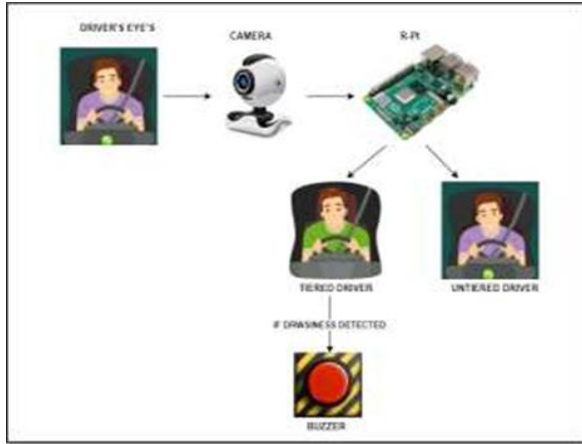 DRIVER'S EYE'S
CAMERA
R-Pi
TIERED DRIVER
UNTIERED DRIVER
IF DRWSINESS DETECTED
BUZZER